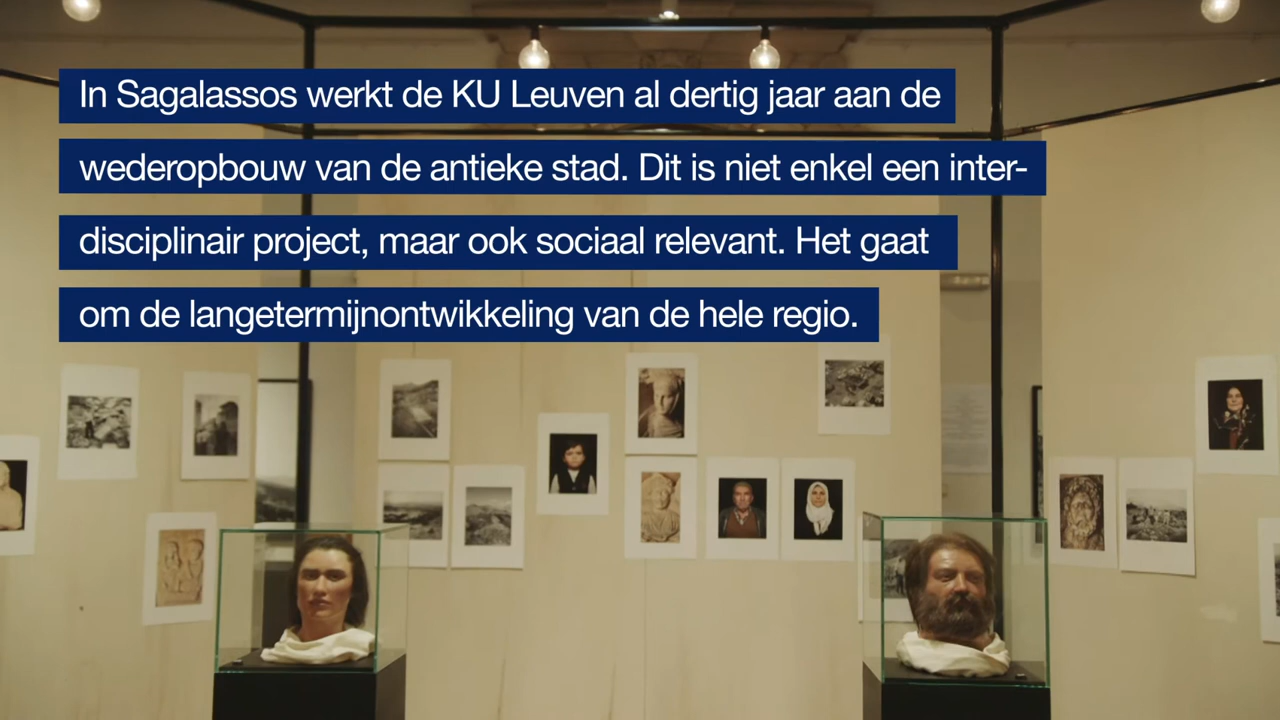 In Sagalassos werkt de KU Leuven al dertig jaar aan de
wederopbouw van de antieke stad. Dit is niet enkel een inter-
disciplinair project, maar ook sociaal relevant. Het gaat
om de langetermijnontwikkeling van de hele regio.